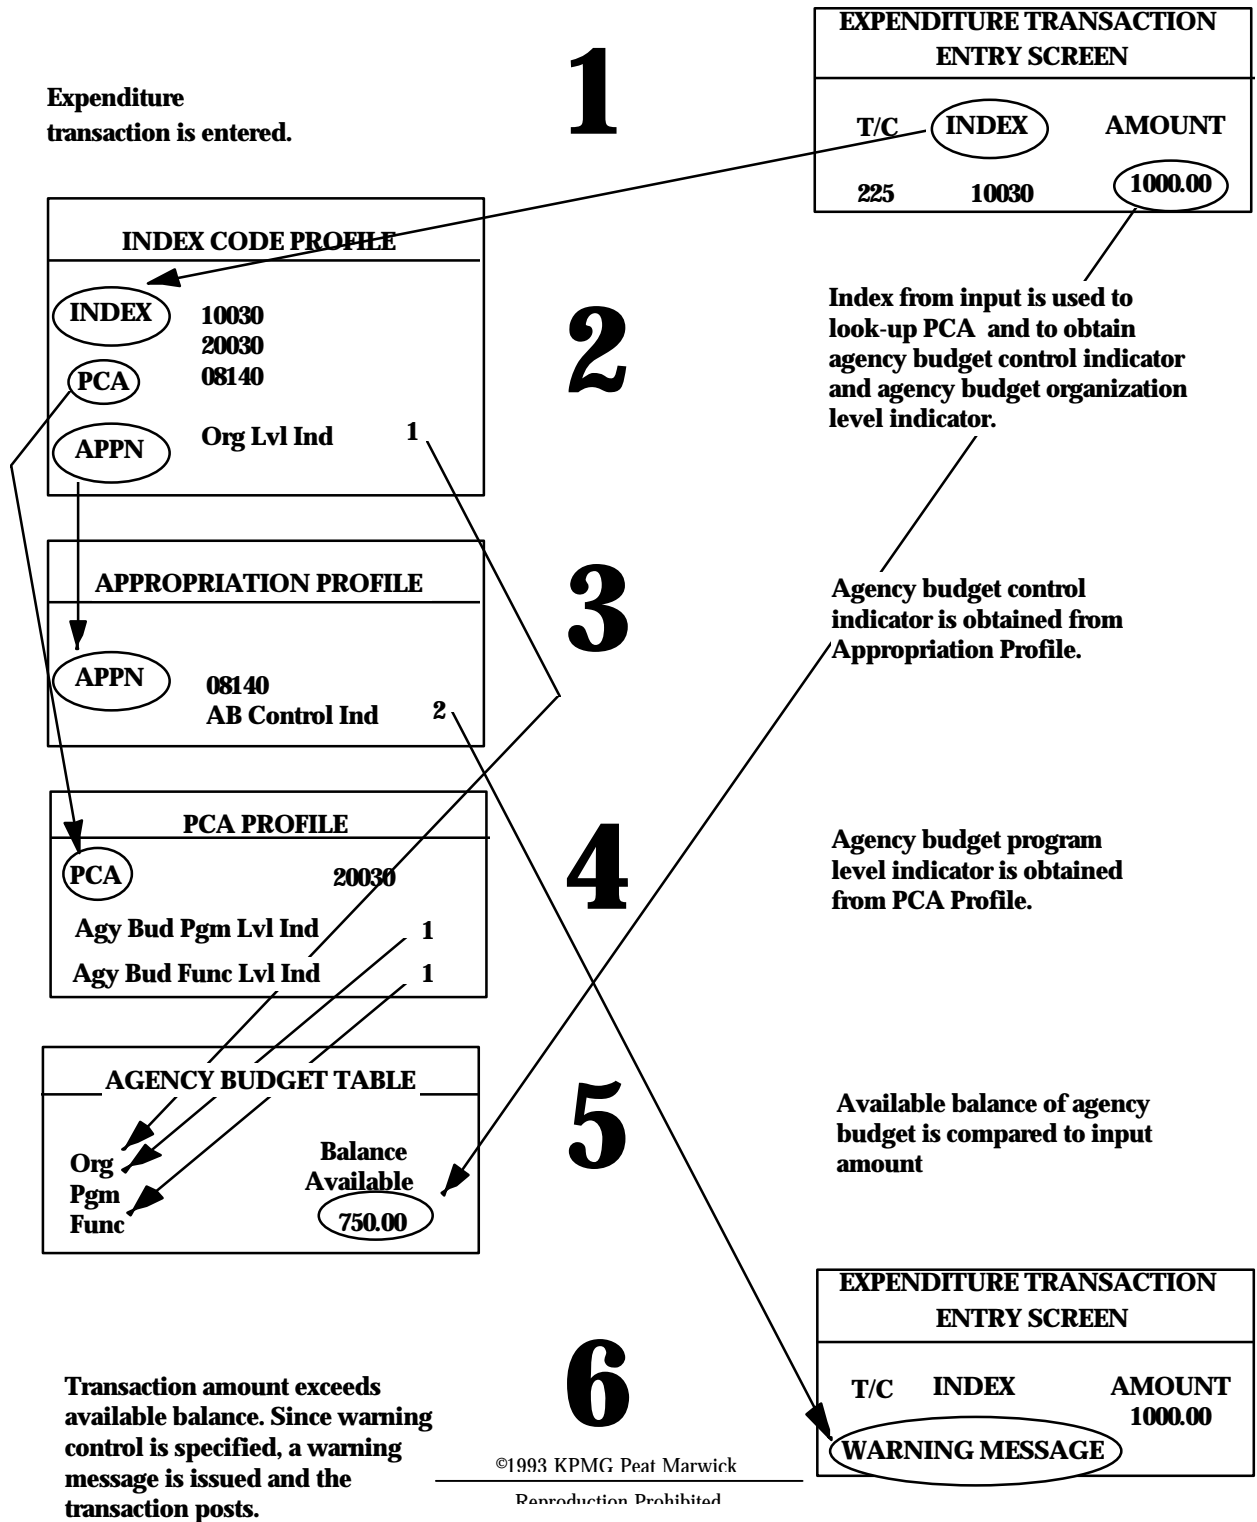 EXPENDITURE TRANSACTION
ENTRY SCREEN
1
Expenditure
transaction is entered.
T/C INDEX AMOUNT
225 10030 1000.00
INDEX CODE PROFILE
INDEX 10030
20030
PCA 08140
APPN Org Lvl Ind 1
2
Index from input is used to
look-up PCA and to obtain
agency budget control indicator
and agency budget organization
level indicator.
APPROPRIATION PROFILE
APPN 08140
AB Control Ind 2
3
Agency budget control
indicator is obtained from
Appropriation Profile.
PCA PROFILE
PCA 20030
Agy Bud Pgm Lvl Ind 1
Agy Bud Func Lvl Ind 1
4
Agency budget program
level indicator is obtained
from PCA Profile.
AGENCY BUDGET TABLE
Org
Pgm
Func
Balance
Available
750.00
5
Available balance of agency
budget is compared to input
amount
EXPENDITURE TRANSACTION
ENTRY SCREEN
T/C INDEX AMOUNT
1000.00
WARNING MESSAGE
6
Transaction amount exceeds
available balance. Since warning
control is specified, a warning
message is issued and the
transaction posts.
©1993 KPMG Peat Marwick
Reproduction Prohibited